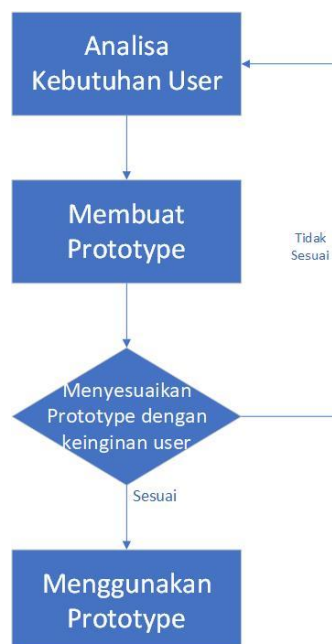 Analisa
Kebutuhan User
Membuat
Prototype
Tidak
Sesuai
Menyesuaikan
Prototype dengan
keinginan user
Sesuai
Menggunakan
Prototype